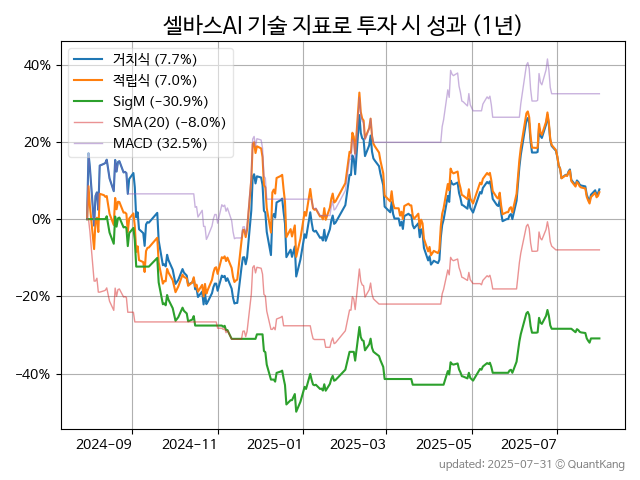 셀바스AI 기술 지표로 투자 시 성과 (1년)
거치식 (7.7%)
적립식 (7.0%)
SigM (−30.9%)
SMA(20) (−8.0%)
MACD (32.5%)
40%
20%
0%
−20%
−40%
2024-09
2024-11
2025-01
2025-03
2025-05
2025-07
updated: 2025-07-31 © QuantKang